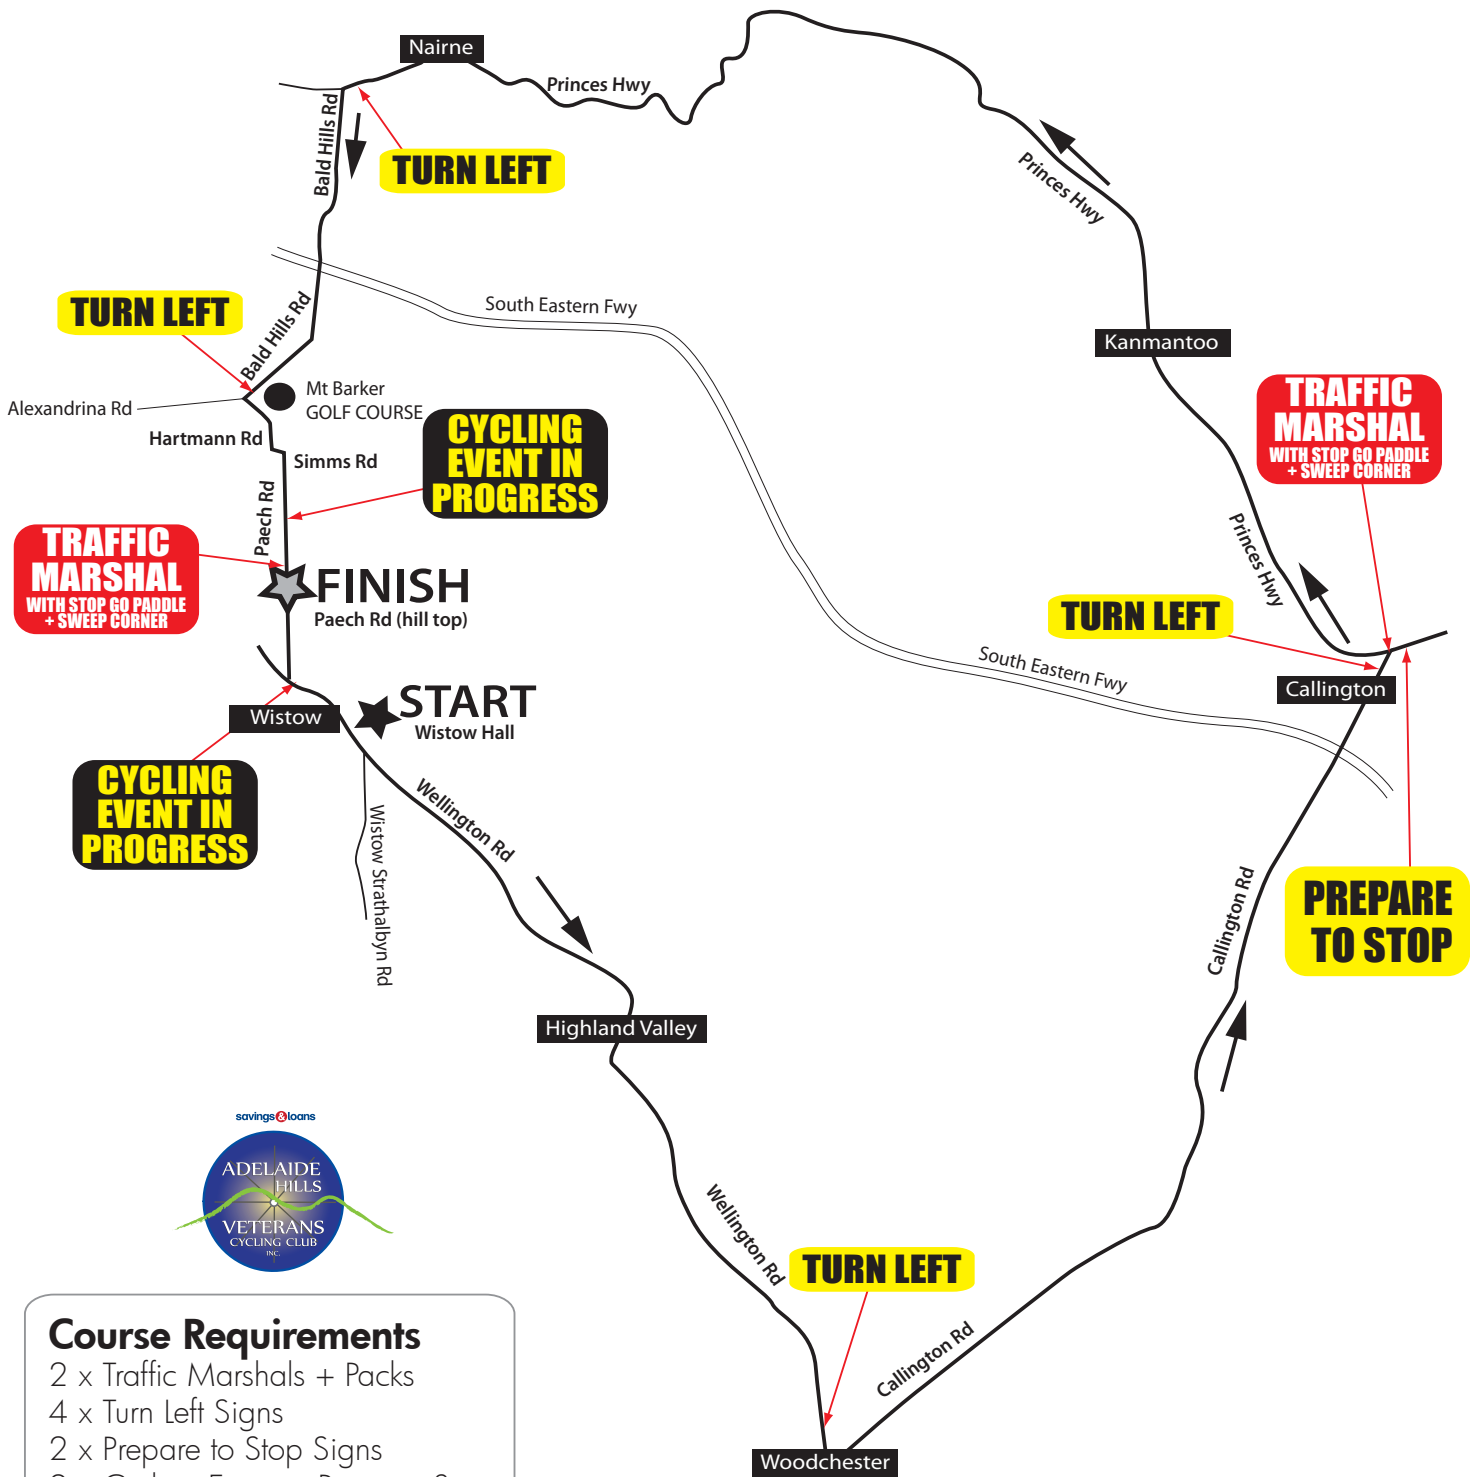 Nairne
Princes Hwy
Bald Hills Rd
TURN LEFT
Princes Hwy
South Eastern Fwy
TURN LEFT
Bald Hills Rd
Kanmantoo
Alexandrina Rd
Mt Barker
GOLF COURSE
Hartmann Rd
Simms Rd
CYCLING
EVENT IN
PROGRESS
TRAFFIC
MARSHAL
WITH STOP GO PADDLE
+ SWEEP CORNER
Paech Rd
TRAFFIC
MARSHAL
WITH STOP GO PADDLE
+ SWEEP CORNER
Princes Hwy
FINISH
Paech Rd (hill top)
TURN LEFT
South Eastern Fwy
Callington
START
Wistow Hall
Wistow
CYCLING
EVENT IN
PROGRESS
Wellington Rd
Wistow Strathalbyn Rd
Callington Rd
PREPARE
TO STOP
Highland Valley
savings&loans
ADELAIDE
HILLS
VETERANS
CYCLING CLUB
INC.
Wellington Rd
TURN LEFT
Callington Rd
Woodchester
Course Requirements
2 x Traffic Marshals + Packs
4 x Turn Left Signs
2 x Prepare to Stop Signs